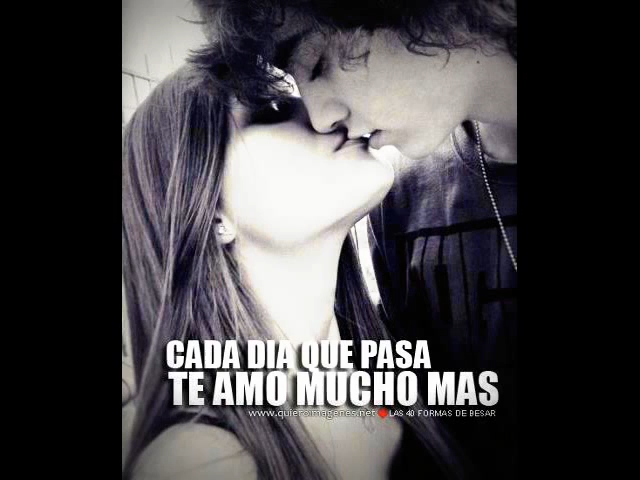 CADA DIA QUE PASA
TE AMO MUCHO MAS
www.quieroimagenes.net LAS 40 FORMAS DE BESAR